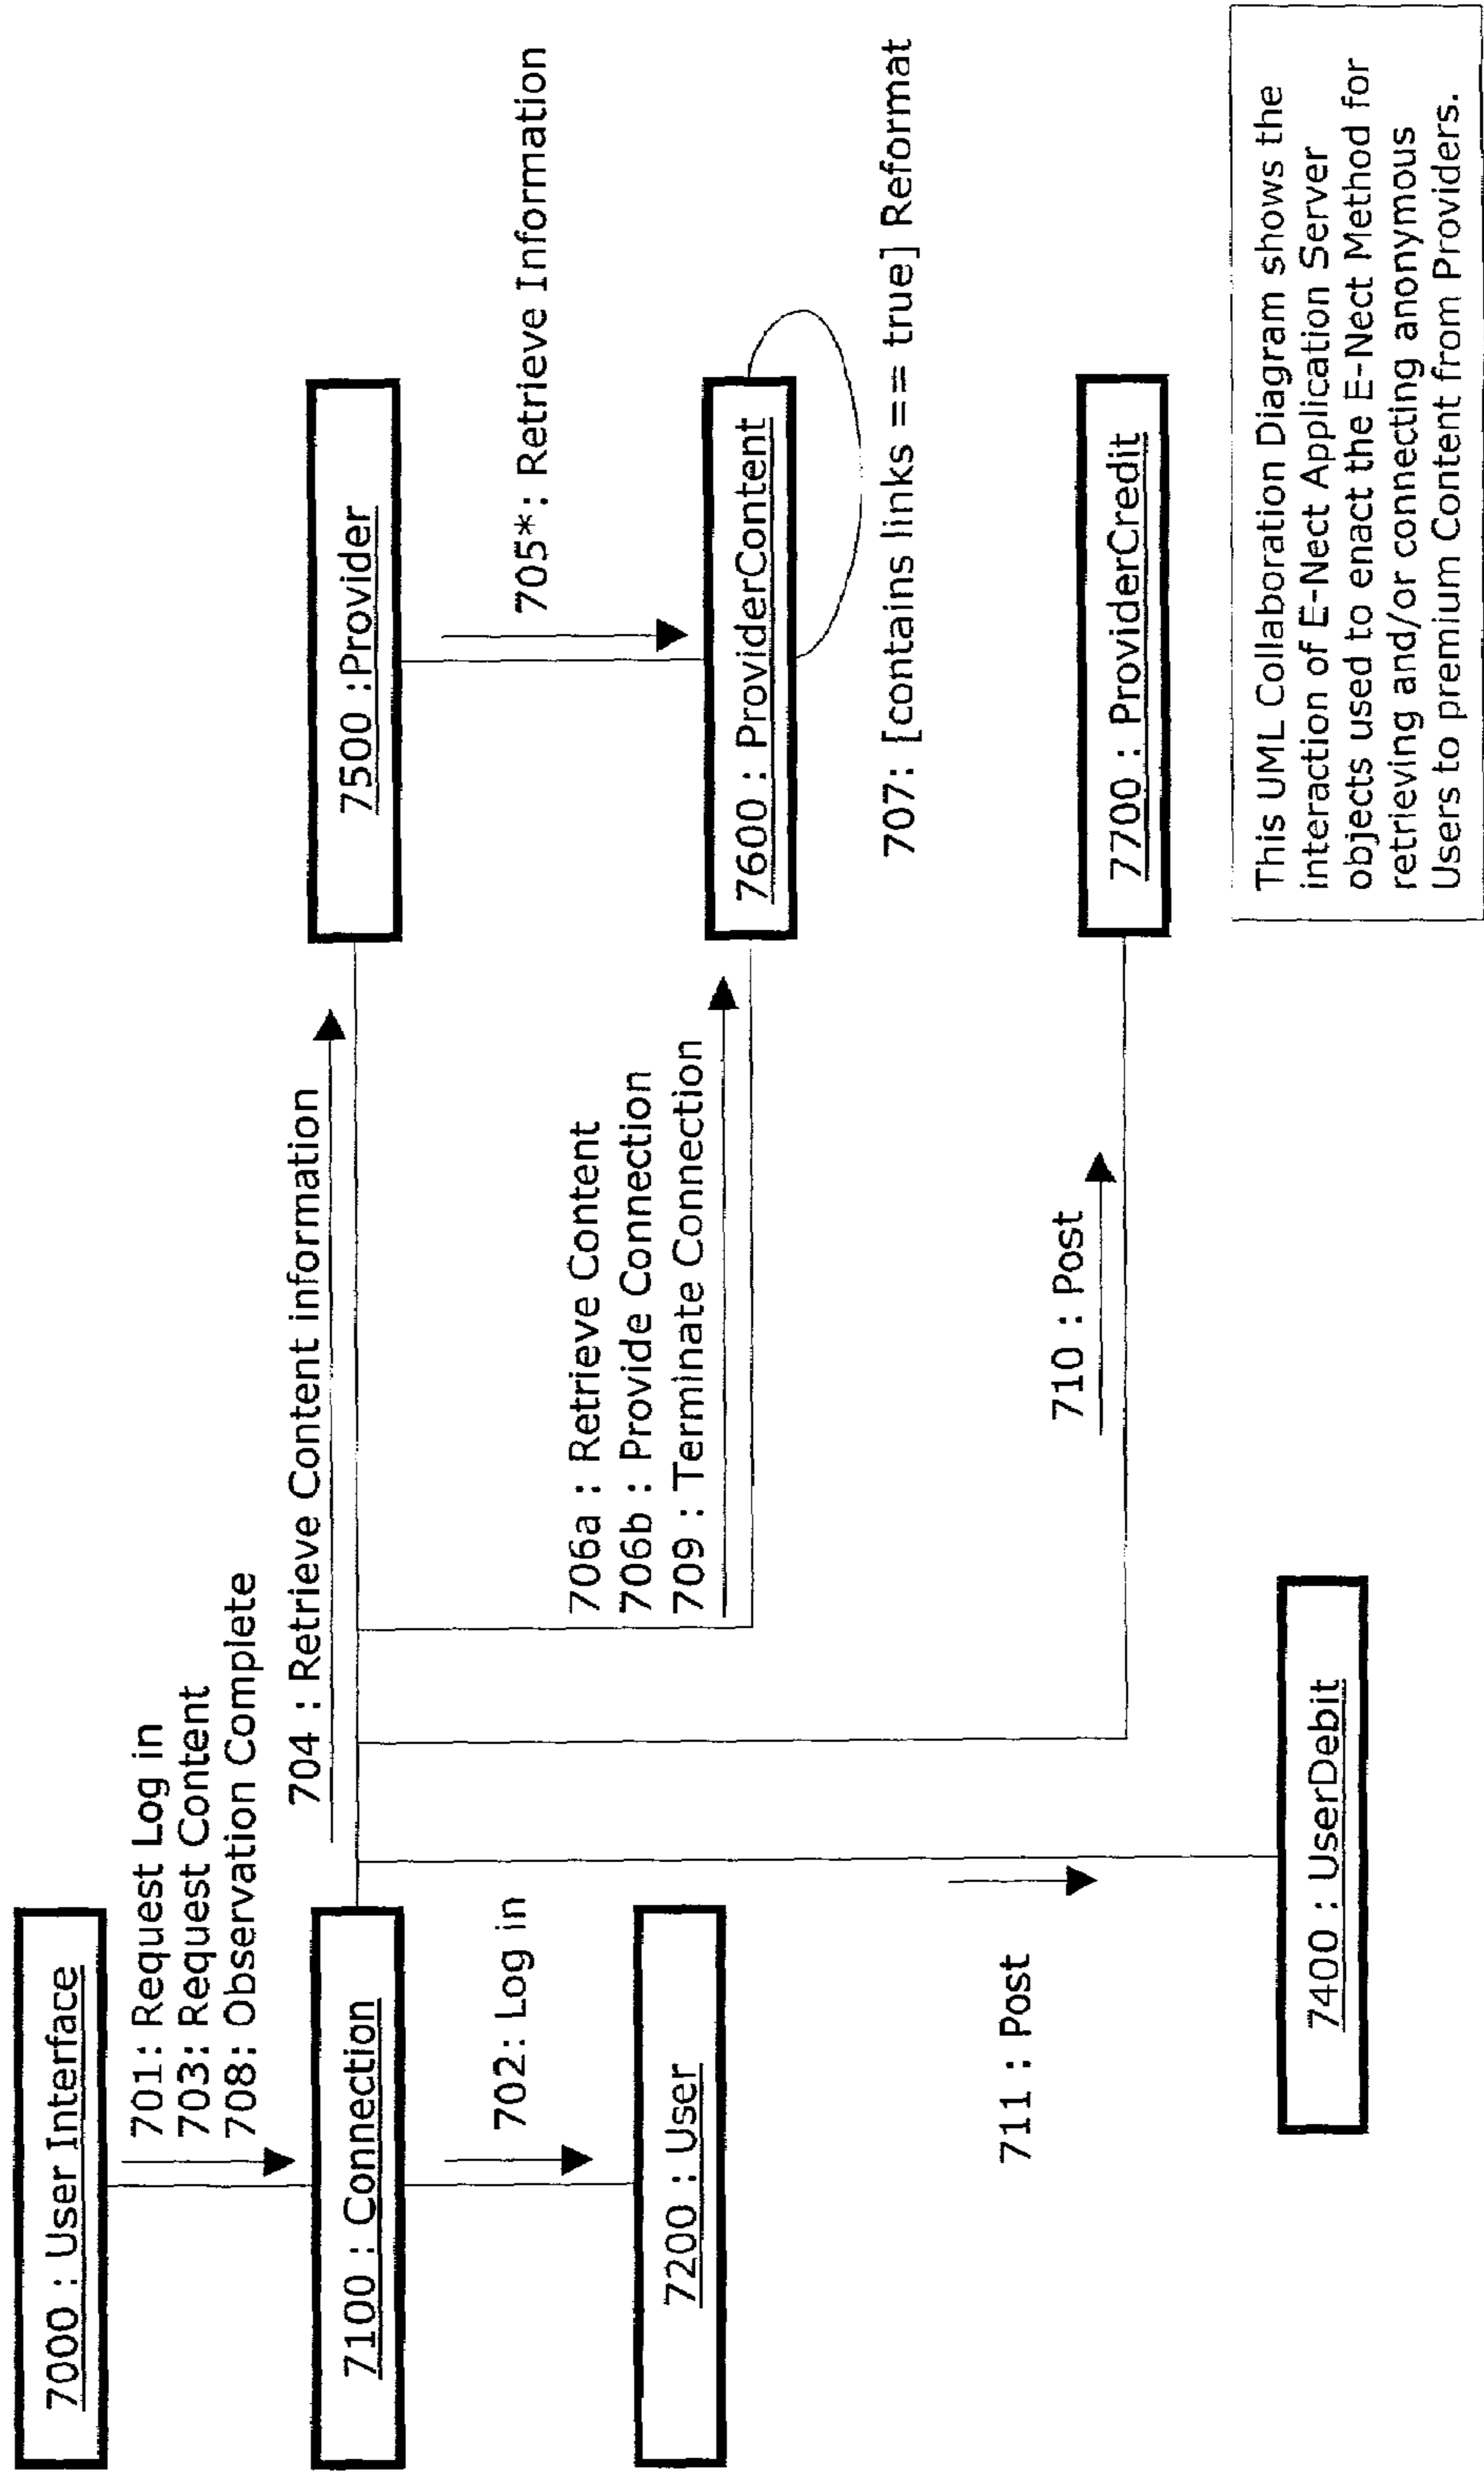 7000 : User Interface
701: Request Log in
703: Request Content
708: Observation Complete
704 : Retrieve Content information
7100 : Connection
7500 :Provider
702: Log in
705*: Retrieve Information
706a : Retrieve Content
706b : Provide Connection
709 : Terminate Connection
7200 : User
7600 : ProviderContent
707: [contains links == true] Reformat
711 : Post
710 : Post
7700 : ProviderCredit
7400 : UserDebit
This UML Collaboration Diagram shows the
interaction of E-Nect Application Server
objects used to enact the E-Nect Method for
retrieving and/or connecting anonymous
Users to premium Content from Providers.